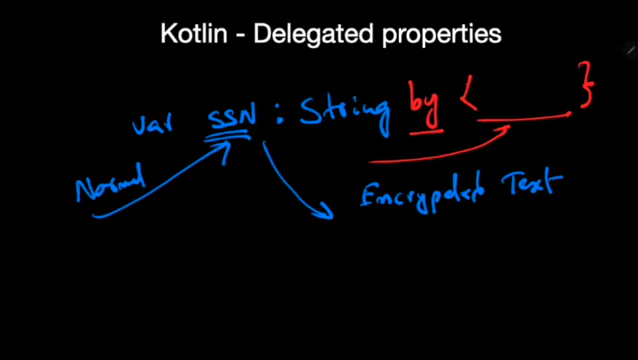 Kotlin - Delegated properties
var SSN : String by { }
Normal
Encrypted Text